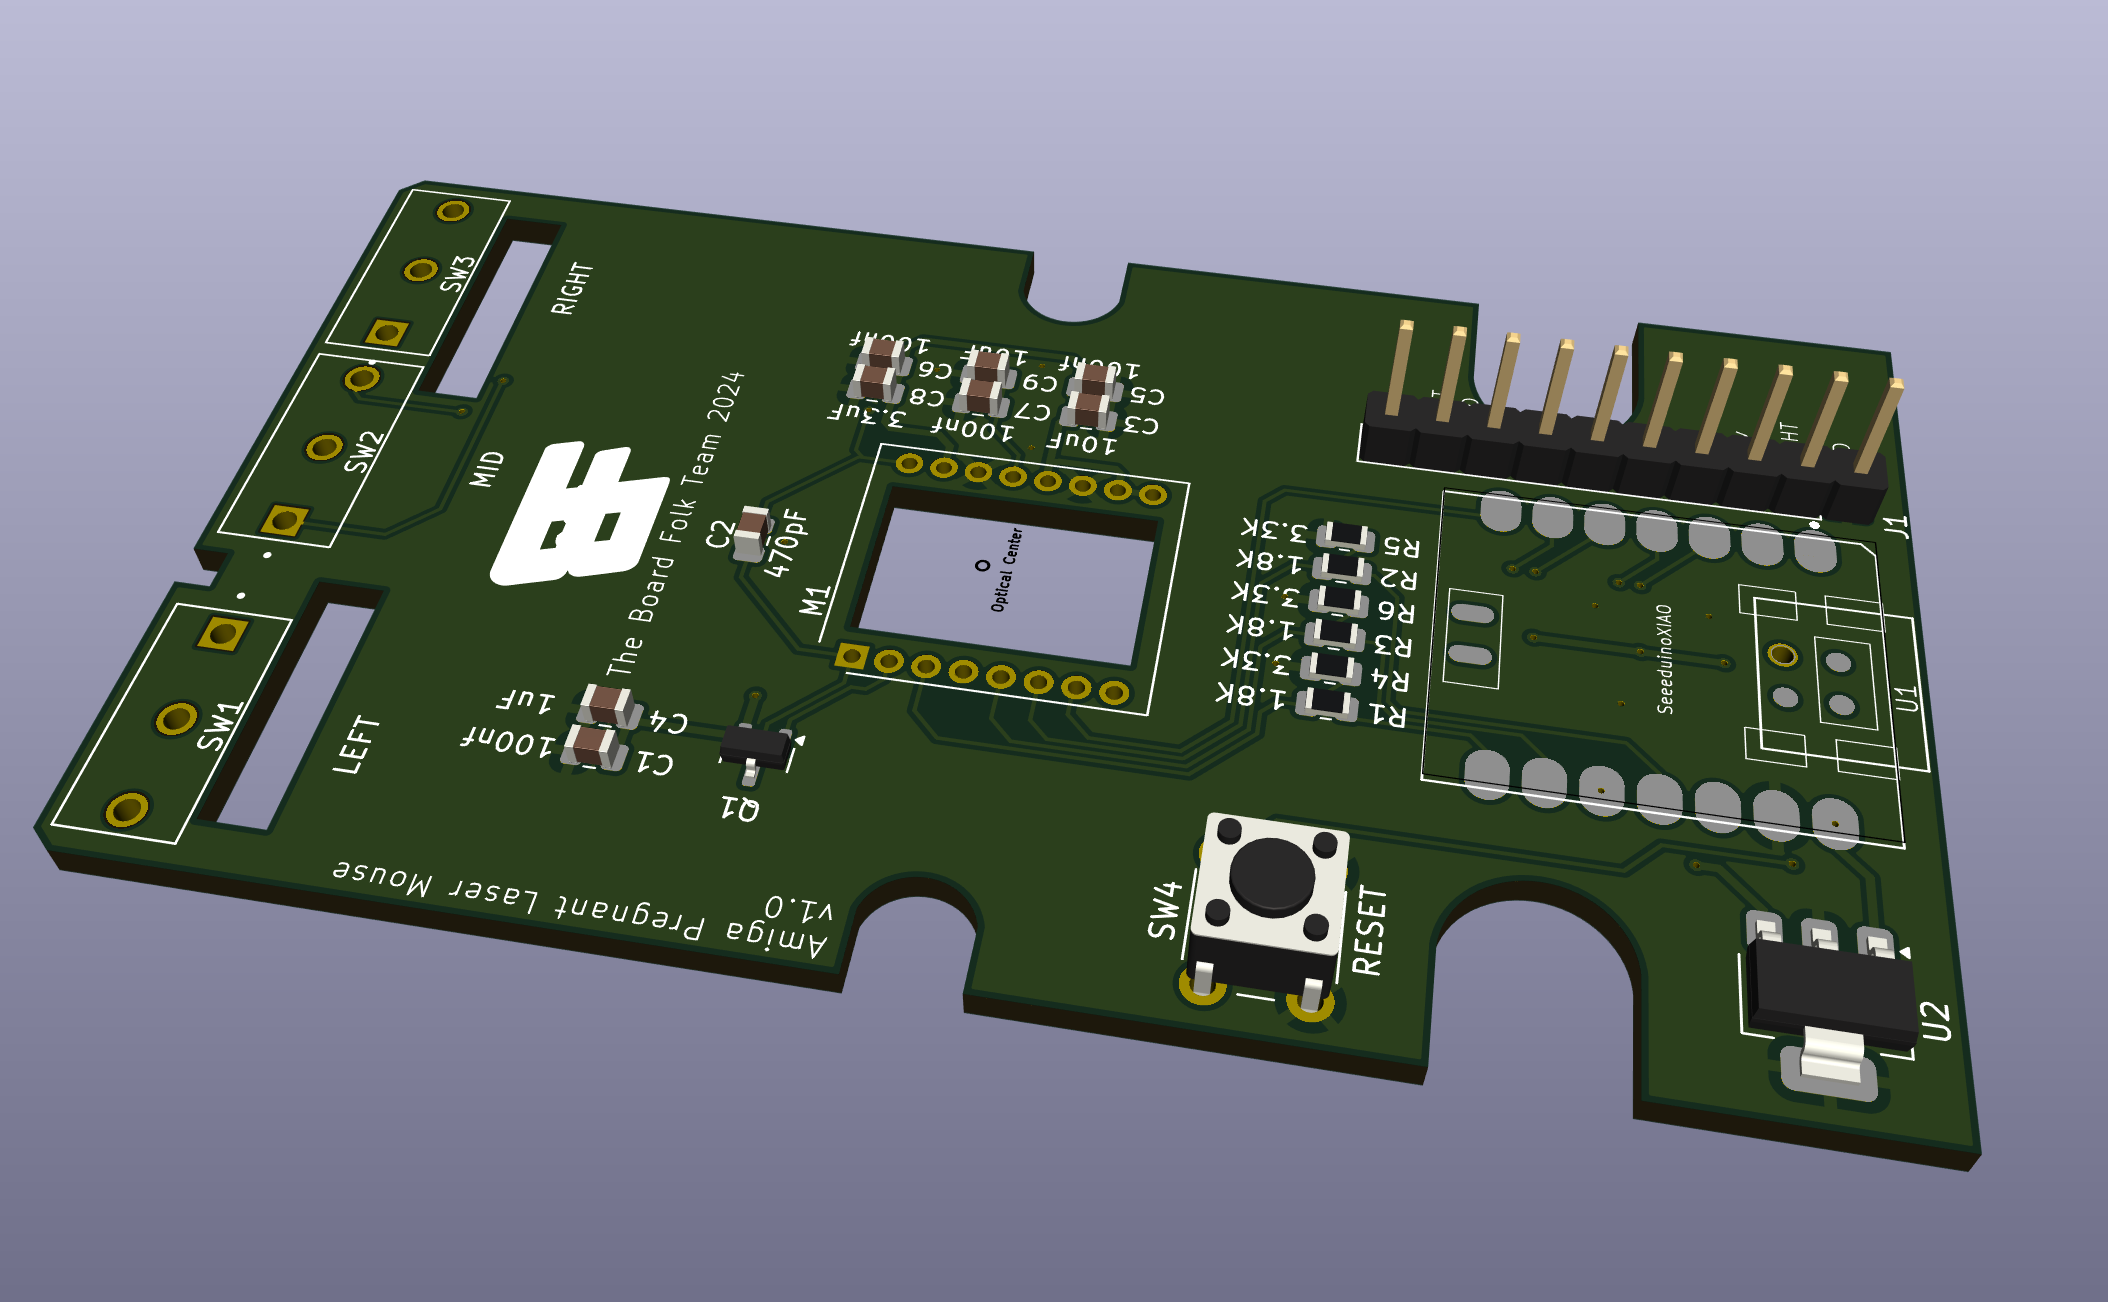 SW3
RIGHT
SW2
MID
The Board Folk Team 2024
100nf
C6
C8
3.3uF
10uF
C9
C7
100nf
100nf
C5
C3
10uF
C2
470pF
M1
Optical Center
3.3K
R5
1.8K
R2
3.3K
R6
1.8K
R3
3.3K
R4
1.8K
R1
J1
SeeeduinoXIAO
U1
SW1
LEFT
1uF
C4
100nf
C1
Q1
Amiga Pregnant Laser Mouse
v1.0
SW4
RESET
U2